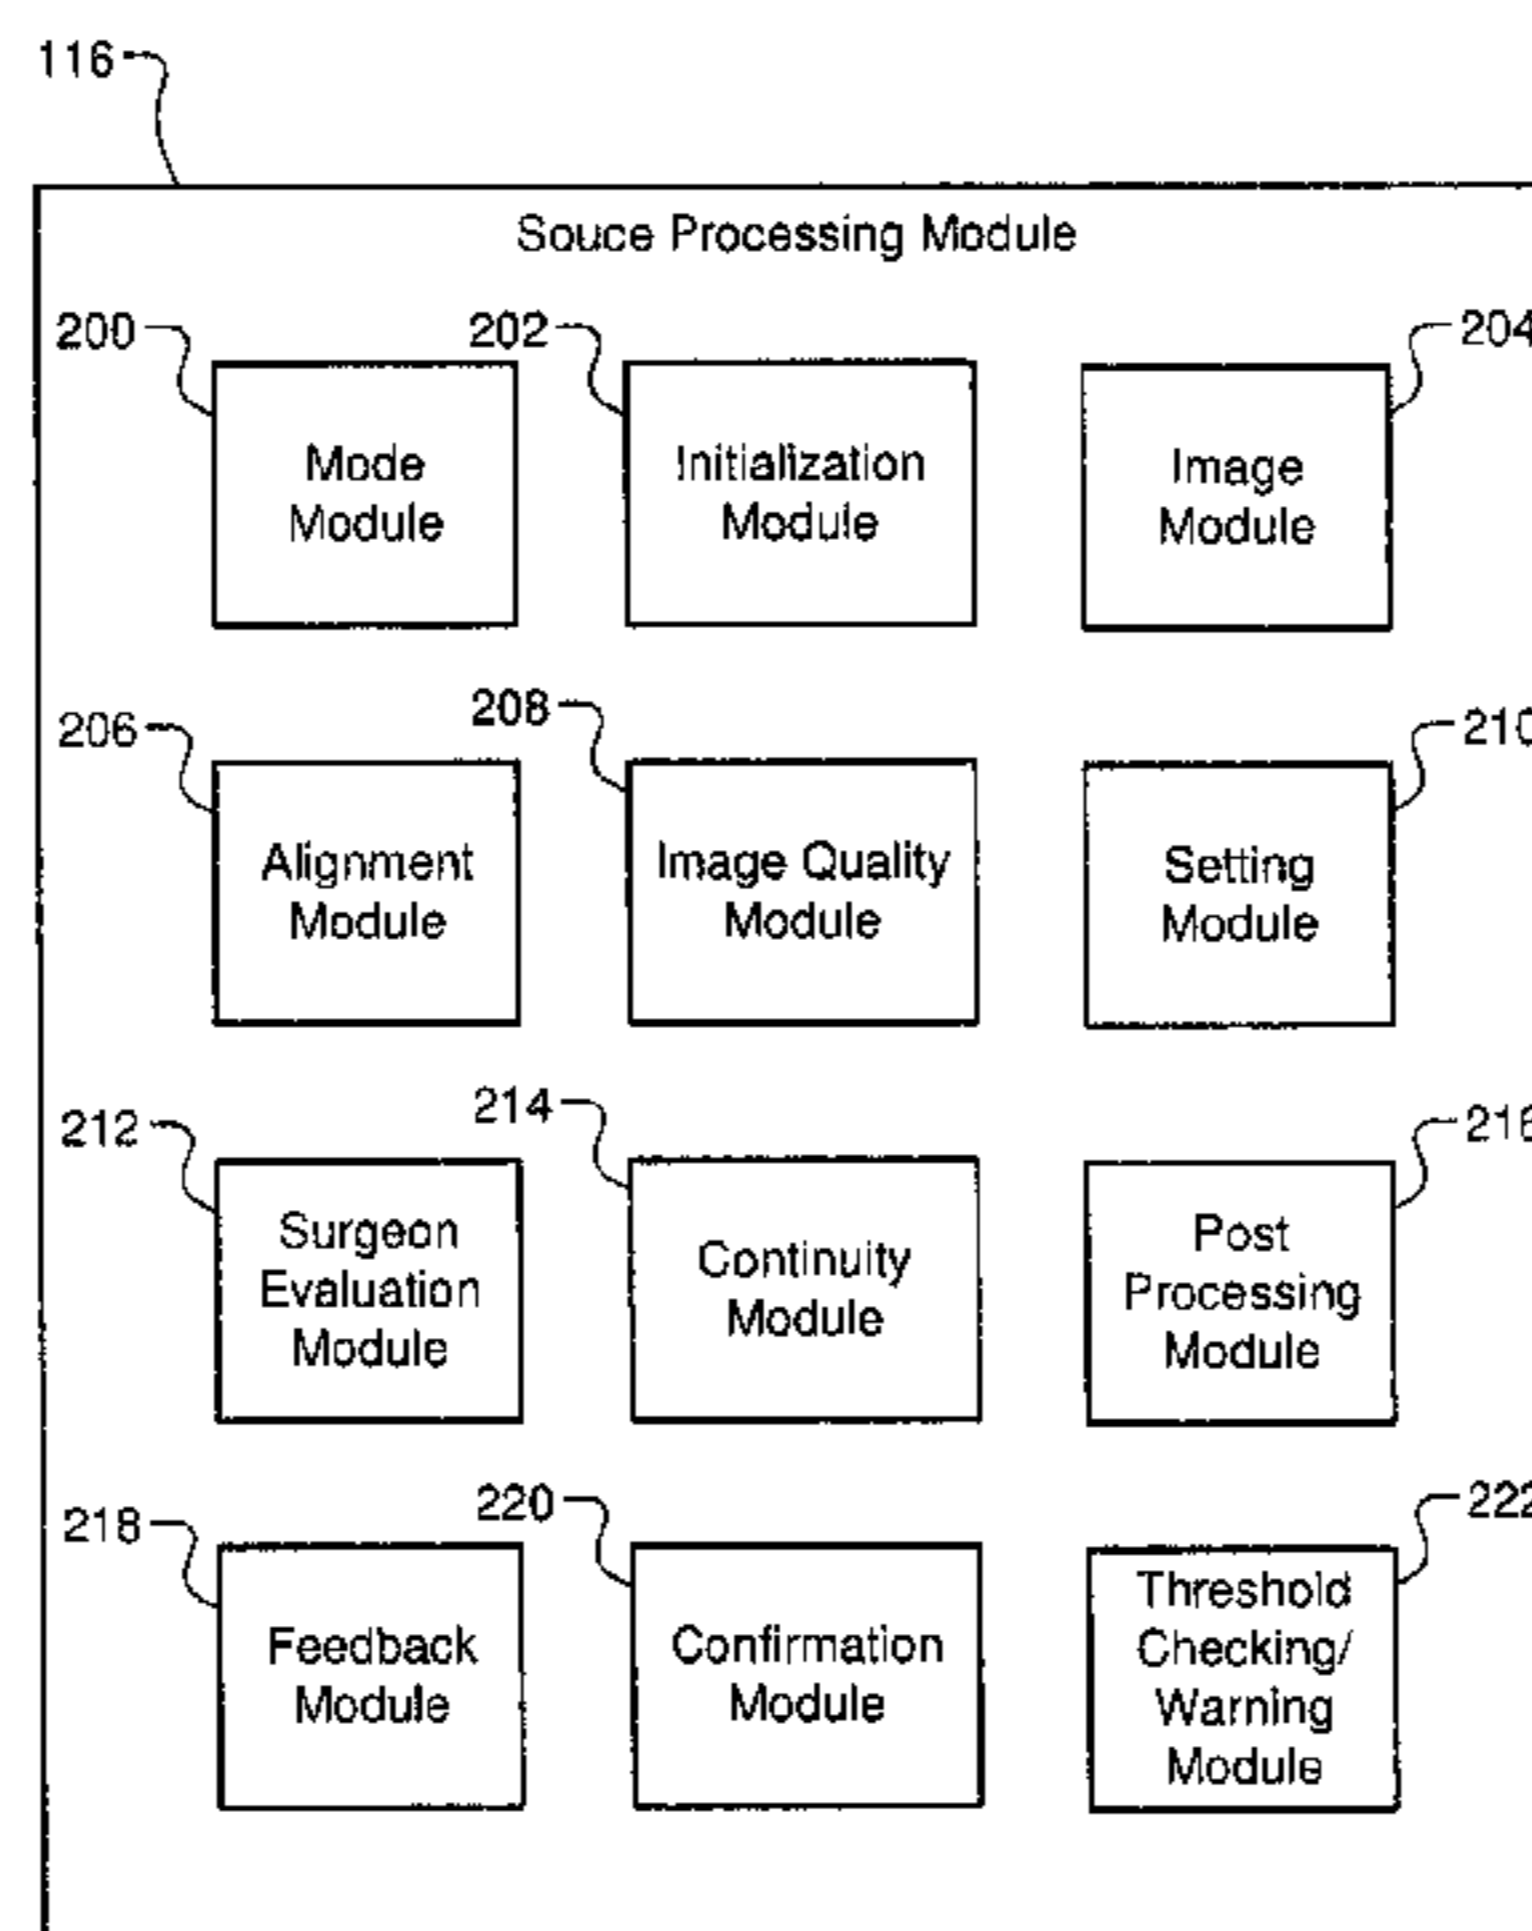 116
Souce Processing Module
200
202
204
Mode
Module
Initialization
Module
Image
Module
206
208
210
Alignment
Module
Image Quality
Module
Setting
Module
212
214
216
Surgeon
Evaluation
Module
Continuity
Module
Post
Processing
Module
218
220
222
Feedback
Module
Confirmation
Module
Threshold
Checking/
Warning
Module